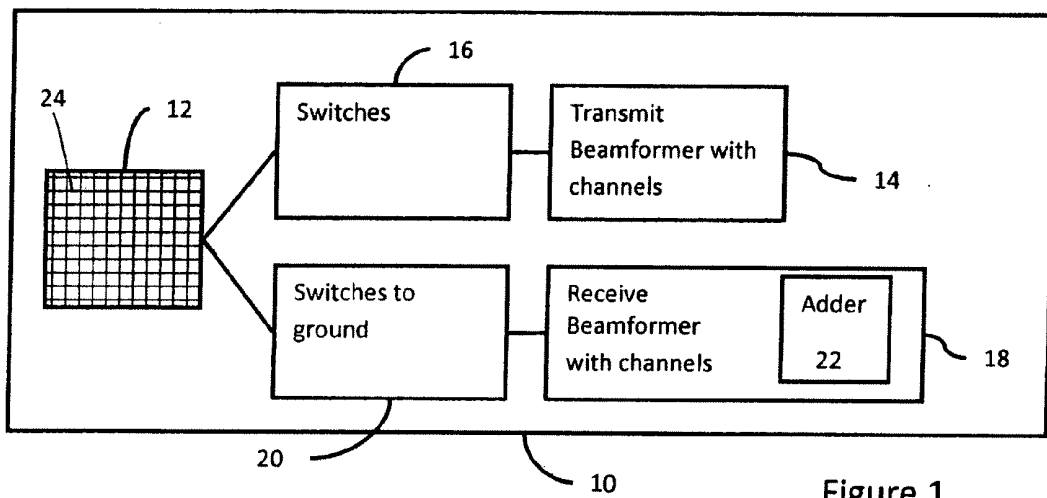 16
24
12
Switches
Transmit
Beamformer with
channels
14
Switches to
ground
Receive
Beamformer
with channels
Adder
22
18
20
10
Figure 1